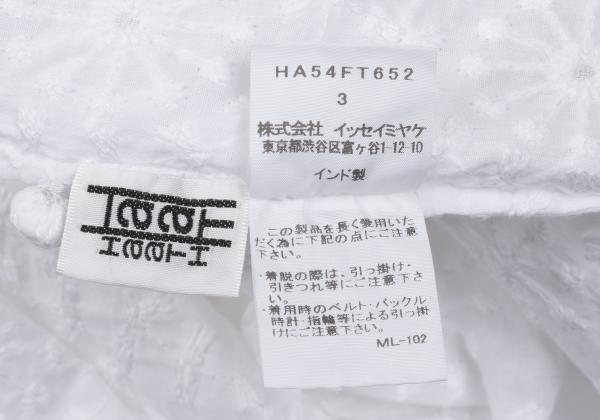 HA54FT652
3
株式会社 イッセイミヤケ
東京都渋谷区富ヶ谷1-12-10
インド製
HaaT
HaaTH
この製品を長く愛用いた
だく為に下記の点にご注意
下さい。
・着脱の際は、引っ掛け・
引きつれ等にご注意下さい。
・着用時のベルト・バックル
時計・指輪等による引っ掛
けにご注意下さい。
ML-102